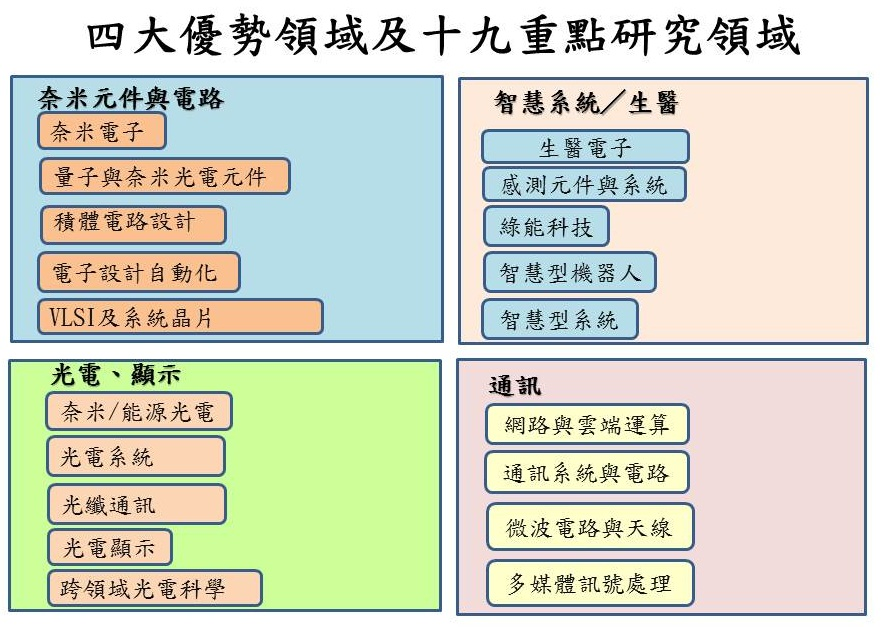 四大優勢領域及十九重點研究領域
奈米元件與電路
奈米電子
量子與奈米光電元件
積體電路設計
電子設計自動化
VLSI及系統晶片
智慧系統／生醫
生醫電子
感測元件與系統
綠能科技
智慧型機器人
智慧型系統
光電、顯示
奈米/能源光電
光電系統
光纖通訊
光電顯示
跨領域光電科學
通訊
網路與雲端運算
通訊系統與電路
微波電路與天線
多媒體訊號處理